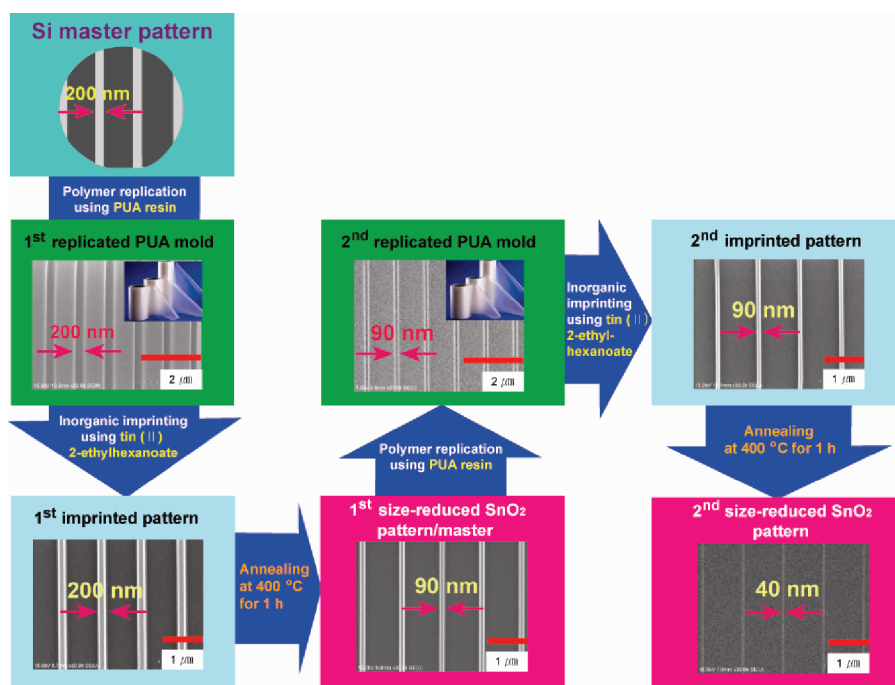 Si master pattern
200 nm
Polymer replication
using PUA resin
1st replicated PUA mold
200 nm
2 μm
Inorganic imprinting
using tin (II)
2-ethylhexanoate
1st imprinted pattern
200 nm
1 μm
Annealing
at 400 °C
for 1 h
1st size-reduced SnO2
pattern/master
90 nm
1 μm
Polymer replication
using PUA resin
2nd replicated PUA mold
90 nm
2 μm
Inorganic
imprinting
using tin (II)
2-ethyl-
hexanoate
2nd imprinted pattern
90 nm
1 μm
Annealing
at 400 °C for 1 h
2nd size-reduced SnO2
pattern
40 nm
1 μm